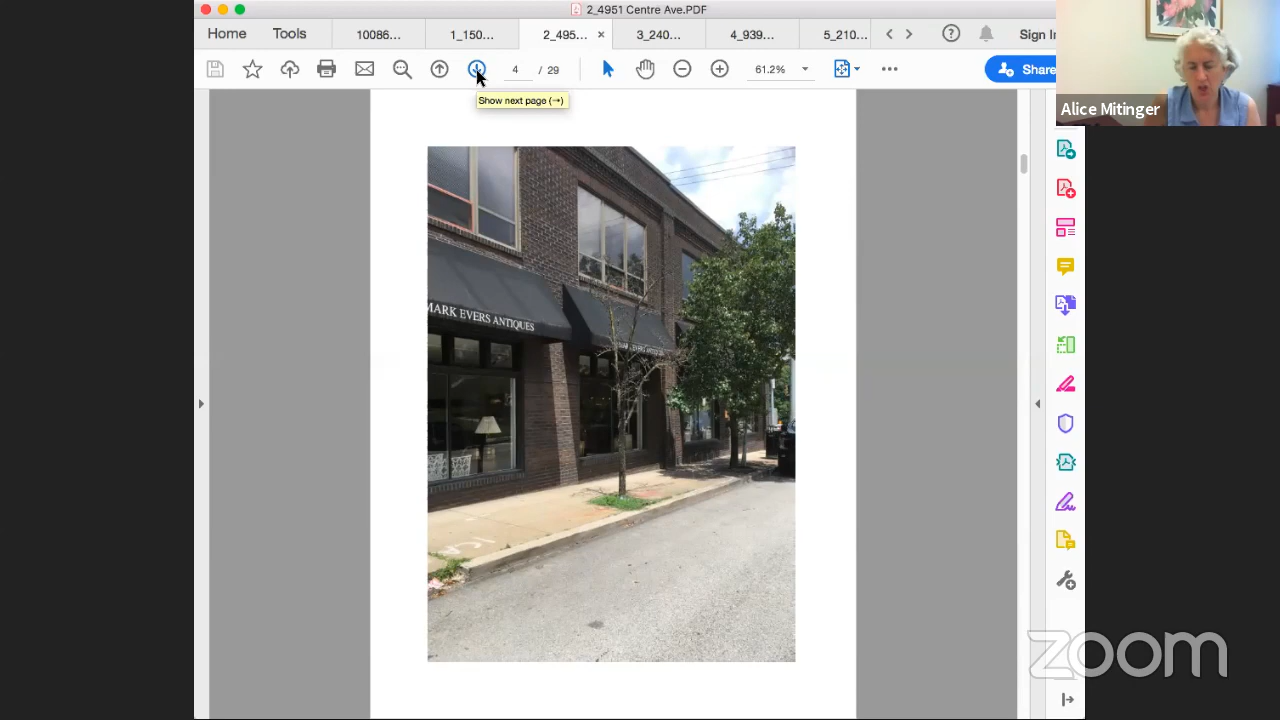 2_4951 Centre Ave.PDF
Home Tools 10086... 1_150... 2_495... × 3_240... 4_939... 5_210... Sign In
4 / 29 61.2% Share
Show next page (→)
Alice Mitinger
MARK EVERS ANTIQUES
zoom